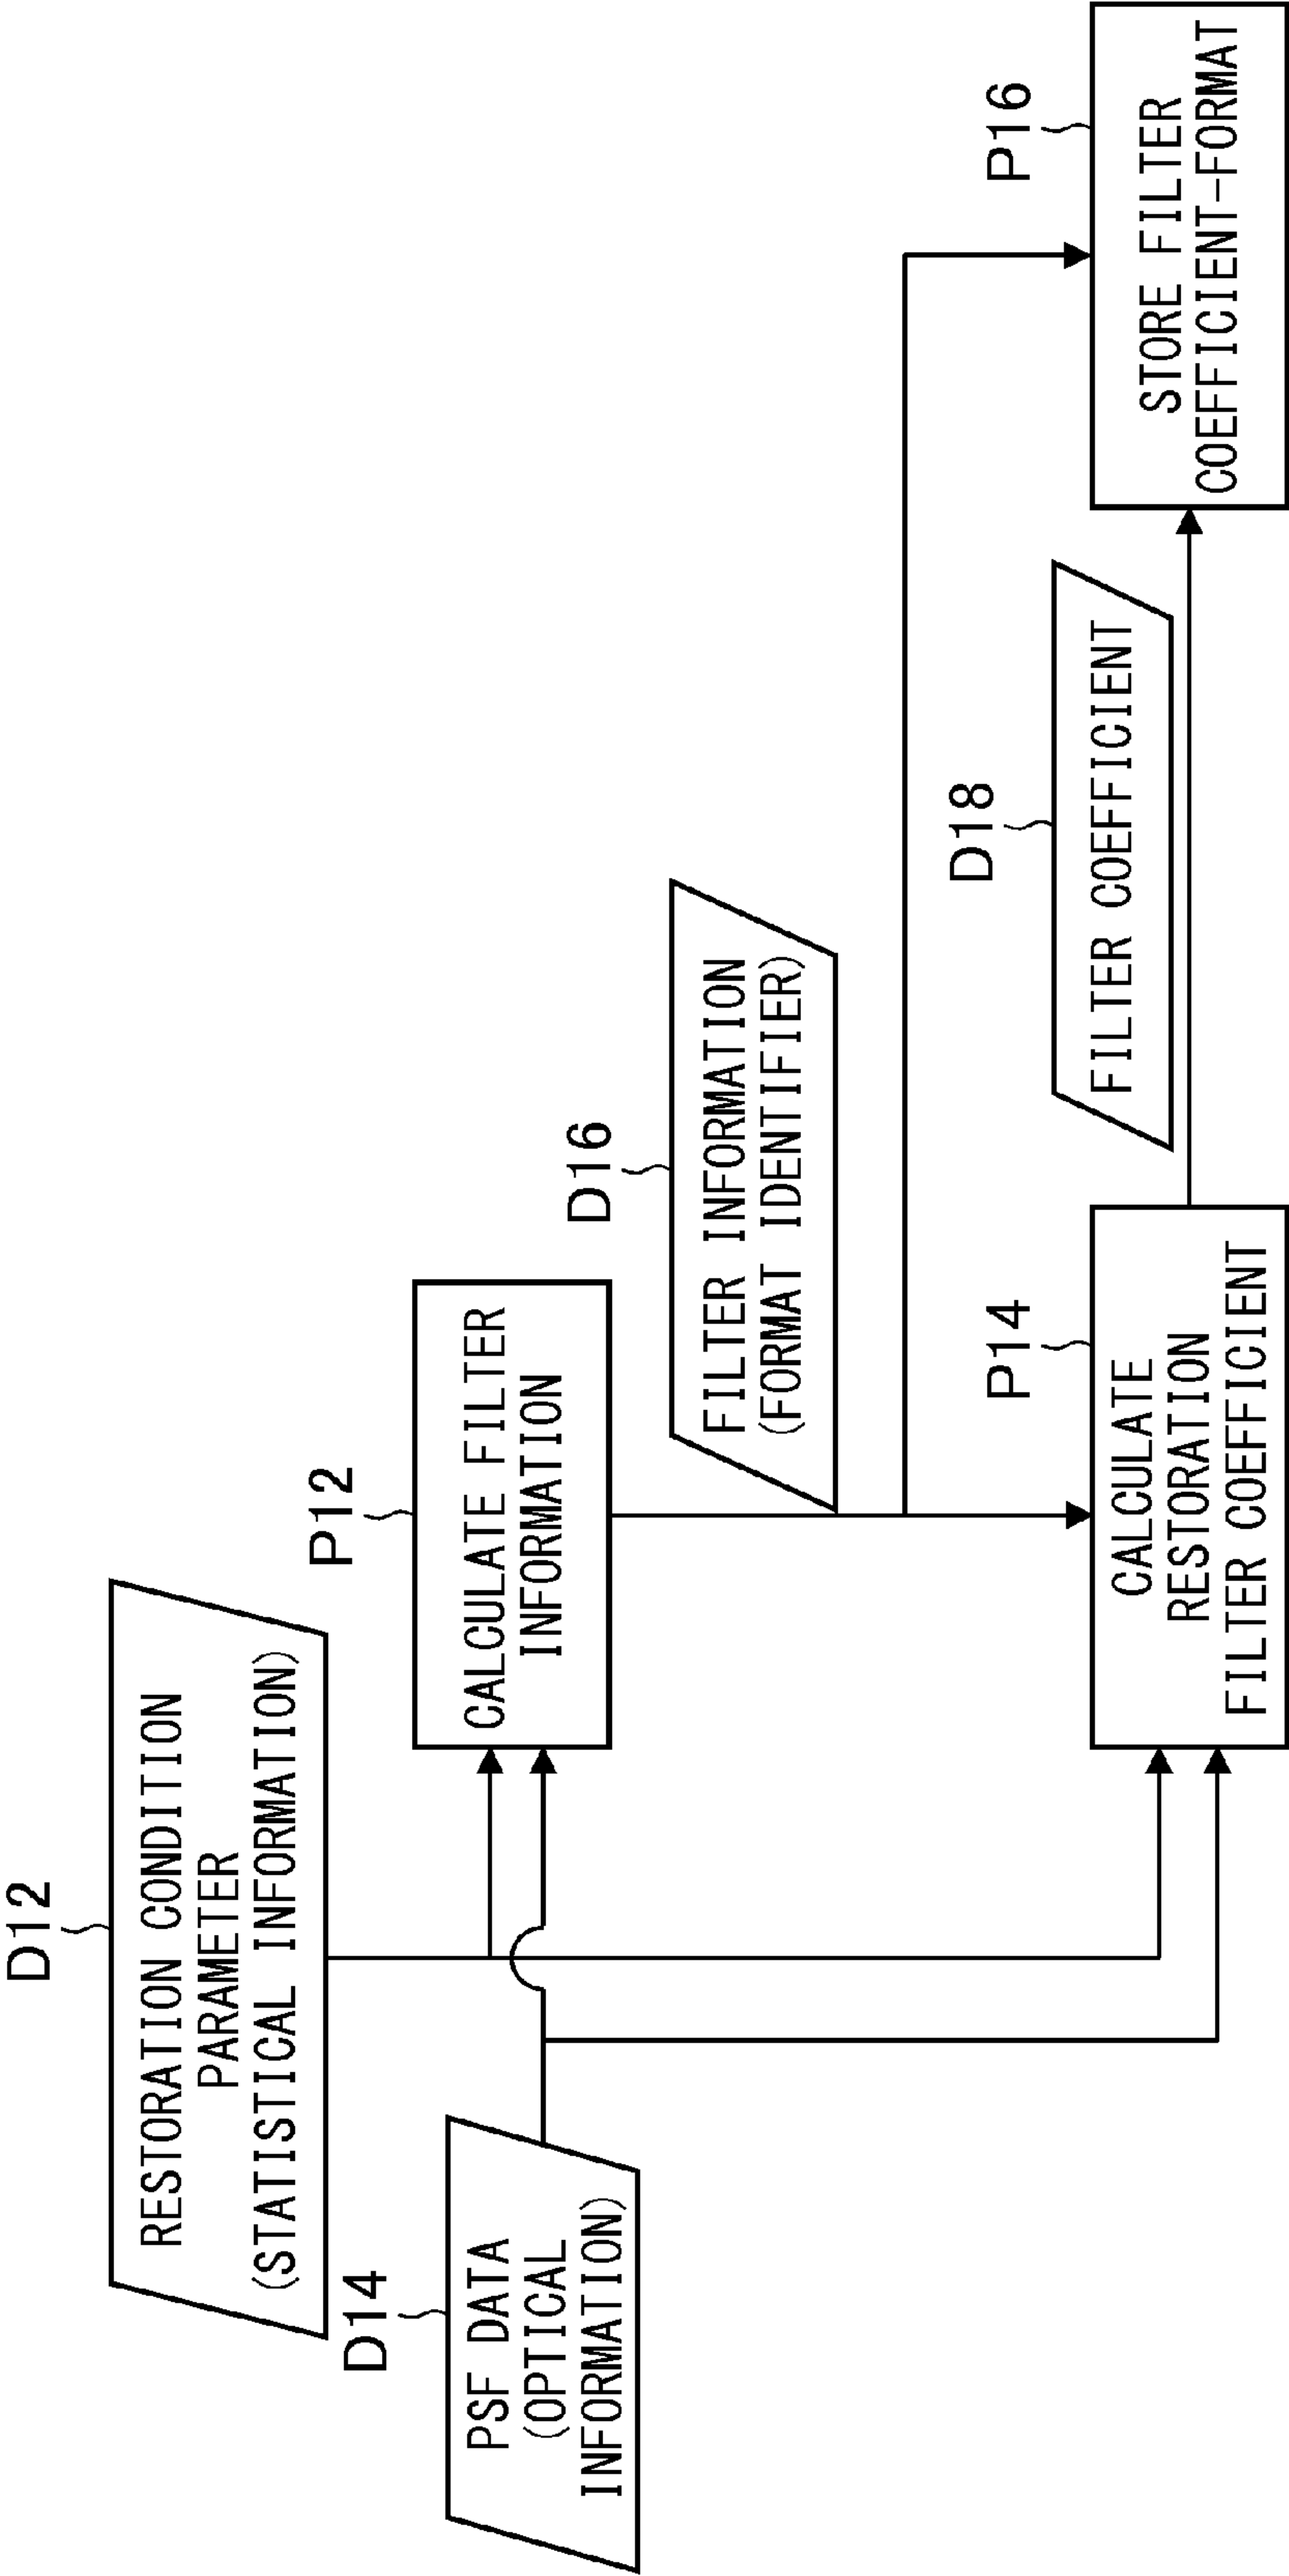 D12
RESTORATION CONDITION
PARAMETER
(STATISTICAL INFORMATION)
D14
PSF DATA
(OPTICAL
INFORMATION)
P12
CALCULATE FILTER
INFORMATION
D16
FILTER INFORMATION
(FORMAT IDENTIFIER)
P14
CALCULATE
RESTORATION
FILTER COEFFICIENT
D18
FILTER COEFFICIENT
P16
STORE FILTER
COEFFICIENT-FORMAT